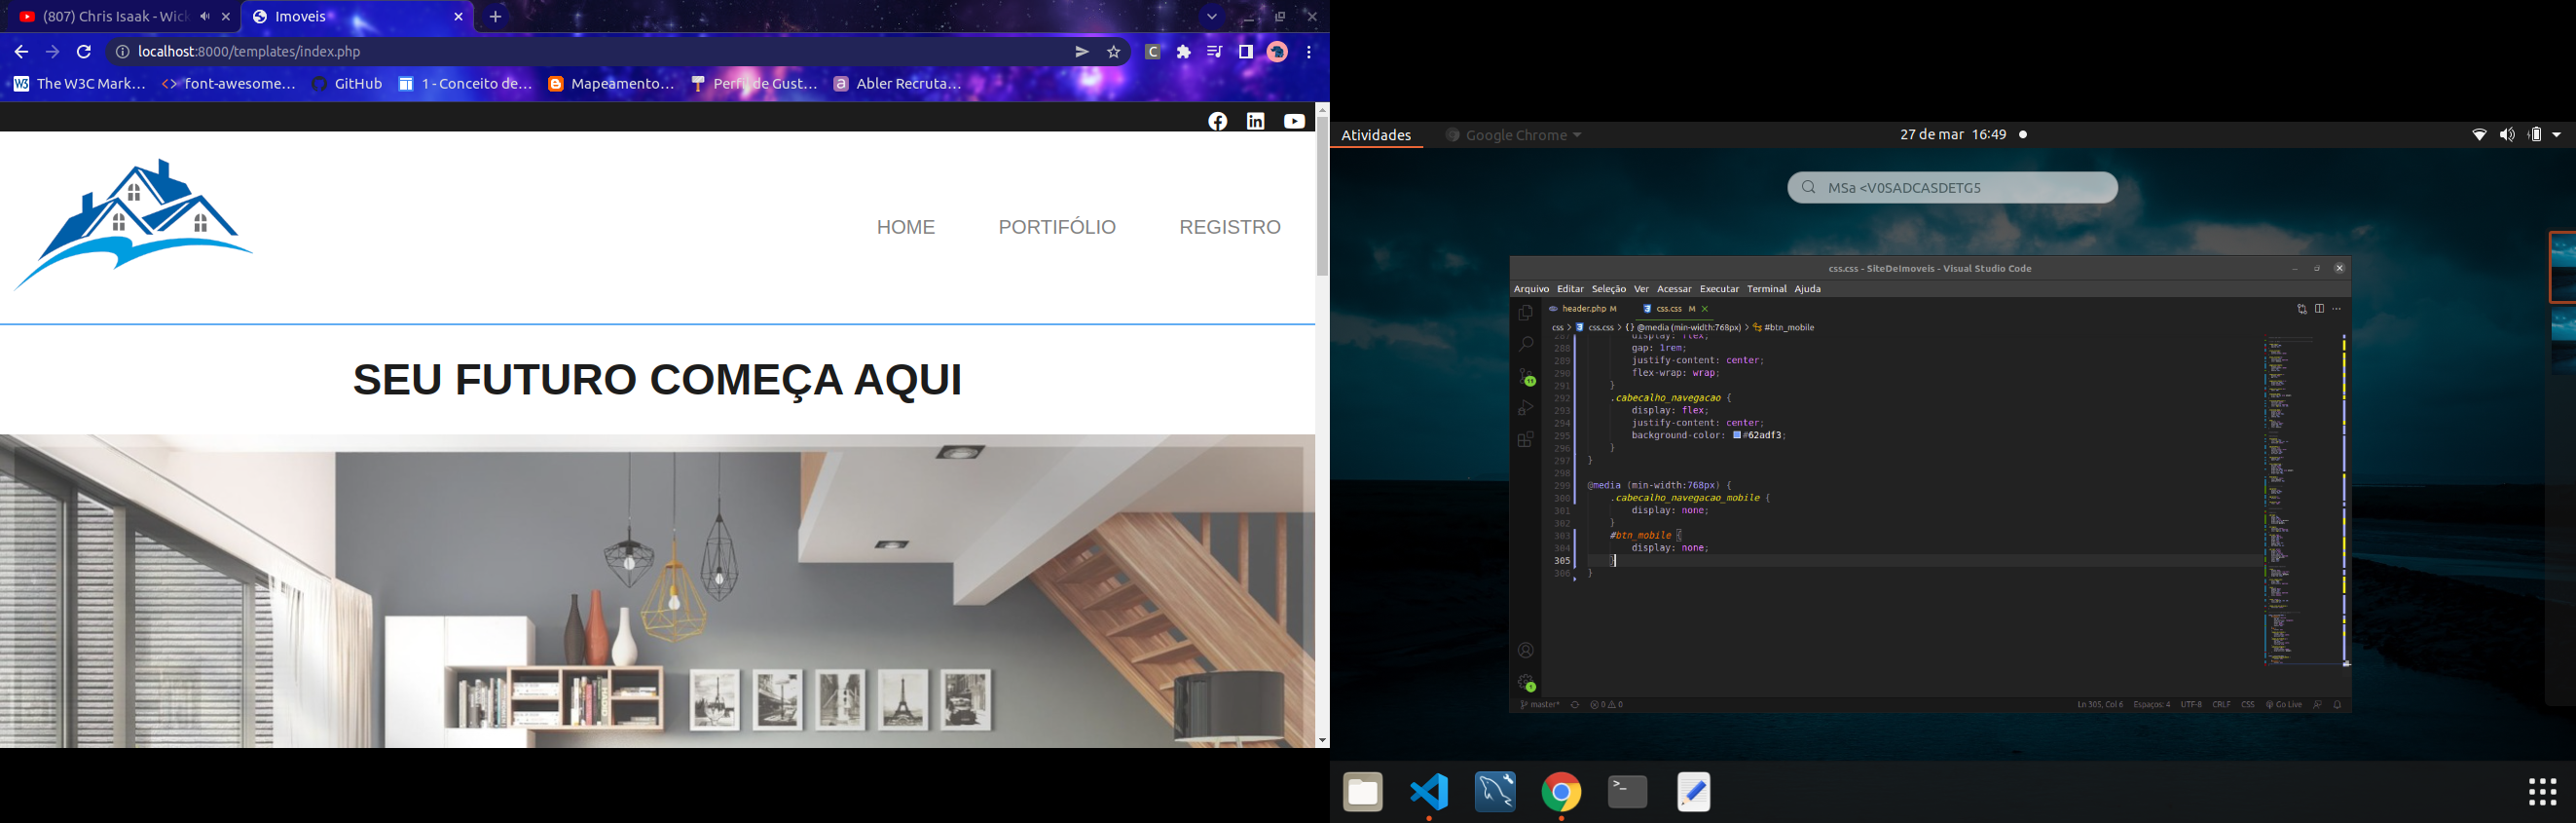 (807) Chris Isaak - Wick
Imoveis
localhost:8000/templates/index.php
The W3C Mark…
font-awesome…
GitHub
1 - Conceito de…
Mapeamento…
Perfil de Gust…
Abler Recruta…
HOME
PORTIFÓLIO
REGISTRO
SEU FUTURO COMEÇA AQUI
Atividades
Google Chrome
27 de mar 16:49
MSa <V0SADCASDETG5
css.css - SiteDeImoveis - Visual Studio Code
Arquivo Editar Seleção Ver Acessar Executar Terminal Ajuda
header.php M
css.css M
css > css.css > {} @media (min-width:768px) > #btn_mobile
287 display: flex;
288 gap: 1rem;
289 justify-content: center;
290 flex-wrap: wrap;
291 }
292 .cabecalho_navegacao {
293 display: flex;
294 justify-content: center;
295 background-color: #62adf3;
296 }
297 }
298
299 @media (min-width:768px) {
300 .cabecalho_navegacao_mobile {
301 display: none;
302 }
303 #btn_mobile {
304 display: none;
305 }
306 }
11
1
master*
0 0
Ln 305, Col 6
Espaços: 4
UTF-8
CRLF
CSS
Go Live